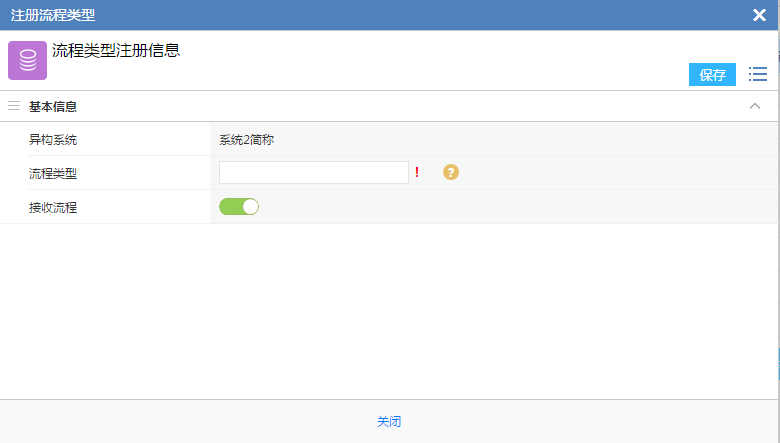 注册流程类型
流程类型注册信息
保存
基本信息
异构系统 系统2简称
流程类型 ! ?
接收流程
关闭